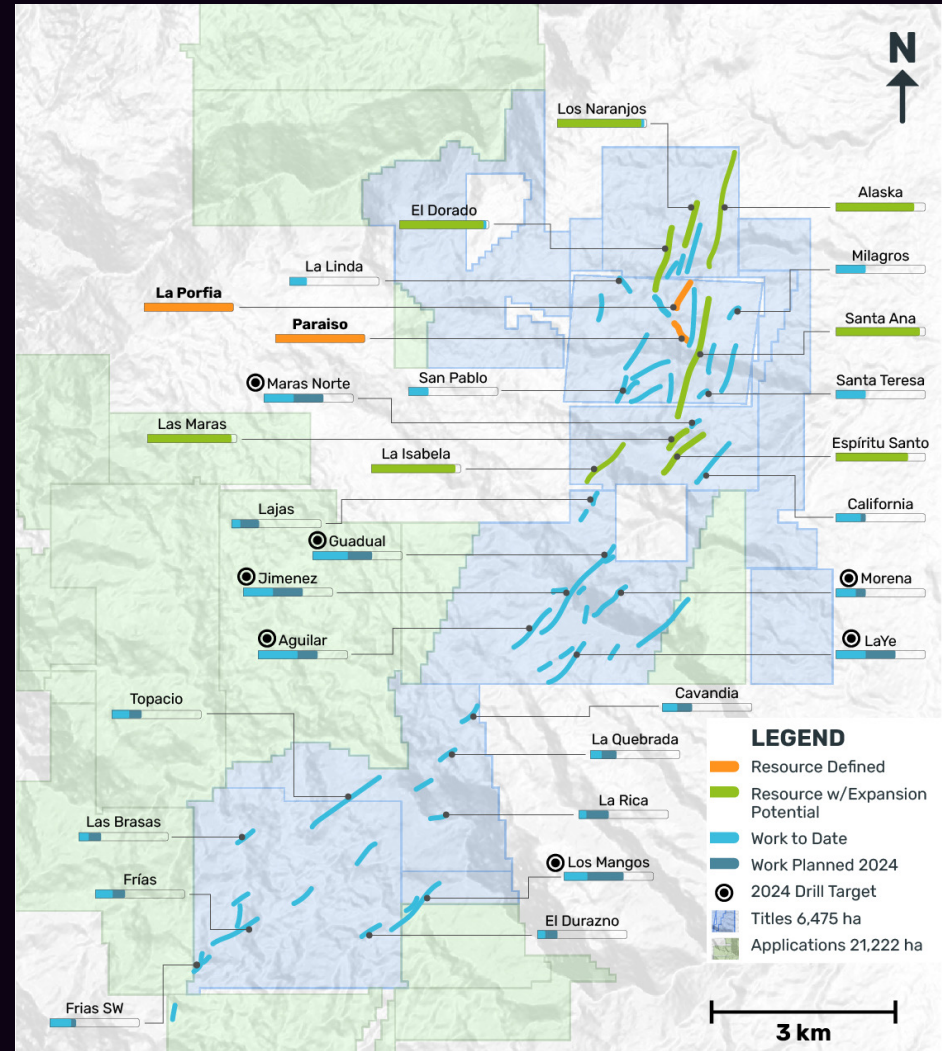 N
Los Naranjos
Alaska
El Dorado
Milagros
La Linda
La Porfia
Santa Ana
Paraiso
San Pablo
Santa Teresa
Maras Norte
Las Maras
Espíritu Santo
La Isabela
California
Lajas
Guadual
Jimenez
Morena
Aguilar
LaYe
Cavandia
Topacio
La Quebrada
LEGEND
Resource Defined
Resource w/Expansion
Potential
Work to Date
Work Planned 2024
2024 Drill Target
Titles 6,475 ha
Applications 21,222 ha
La Rica
Las Brasas
Los Mangos
Frías
El Durazno
Frias SW
3 km